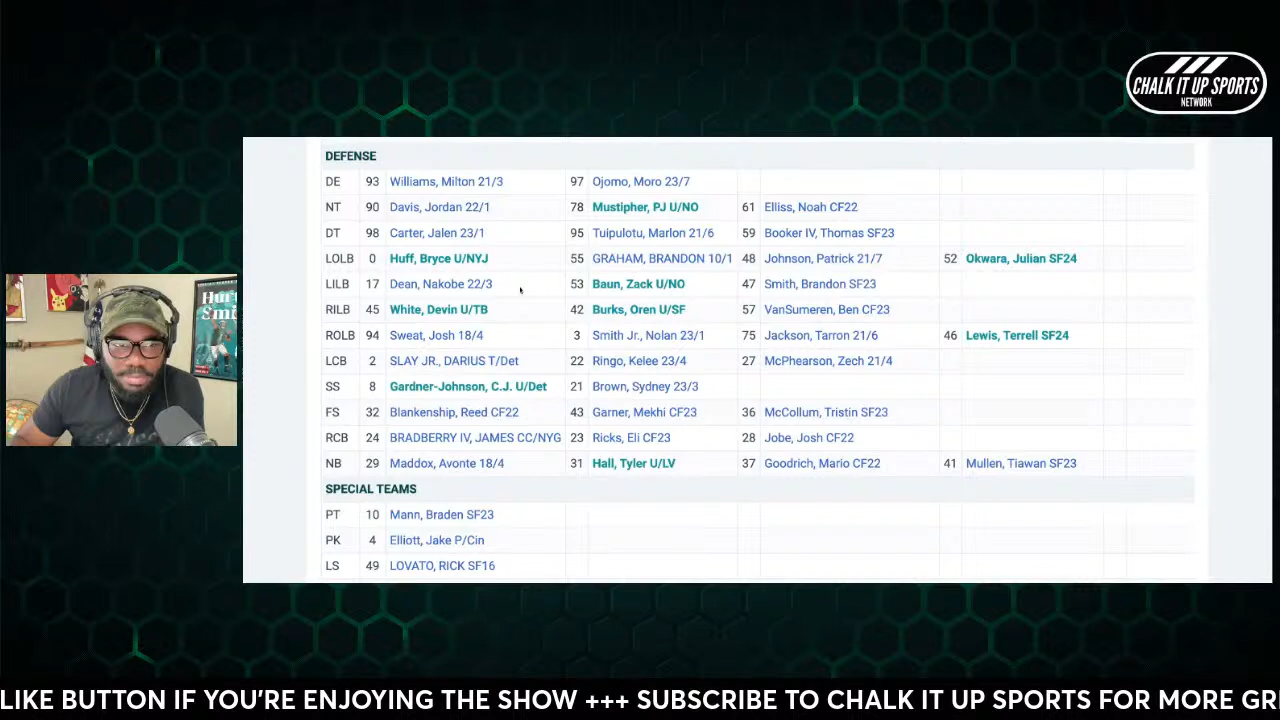 CHALK IT UP SPORTS
NETWORK
DEFENSE
DE 93 Williams, Milton 21/3 97 Ojomo, Moro 23/7
NT 90 Davis, Jordan 22/1 78 Mustipher, PJ U/NO 61 Elliss, Noah CF22
DT 98 Carter, Jalen 23/1 95 Tuipulotu, Marlon 21/6 59 Booker IV, Thomas SF23
LOLB 0 Huff, Bryce U/NYJ 55 GRAHAM, BRANDON 10/1 48 Johnson, Patrick 21/7 52 Okwara, Julian SF24
LILB 17 Dean, Nakobe 22/3 53 Baun, Zack U/NO 47 Smith, Brandon SF23
RILB 45 White, Devin U/TB 42 Burks, Oren U/SF 57 VanSumeren, Ben CF23
ROLB 94 Sweat, Josh 18/4 3 Smith Jr., Nolan 23/1 75 Jackson, Tarron 21/6 46 Lewis, Terrell SF24
LCB 2 SLAY JR., DARIUS T/Det 22 Ringo, Kelee 23/4 27 McPhearson, Zech 21/4
SS 8 Gardner-Johnson, C.J. U/Det 21 Brown, Sydney 23/3
FS 32 Blankenship, Reed CF22 43 Garner, Mekhi CF23 36 McCollum, Tristin SF23
RCB 24 BRADBERRY IV, JAMES CC/NYG 23 Ricks, Eli CF23 28 Jobe, Josh CF22
NB 29 Maddox, Avonte 18/4 31 Hall, Tyler U/LV 37 Goodrich, Mario CF22 41 Mullen, Tiawan SF23
SPECIAL TEAMS
PT 10 Mann, Braden SF23
PK 4 Elliott, Jake P/Cin
LS 49 LOVATO, RICK SF16
LIKE BUTTON IF YOU'RE ENJOYING THE SHOW +++ SUBSCRIBE TO CHALK IT UP SPORTS FOR MORE GR